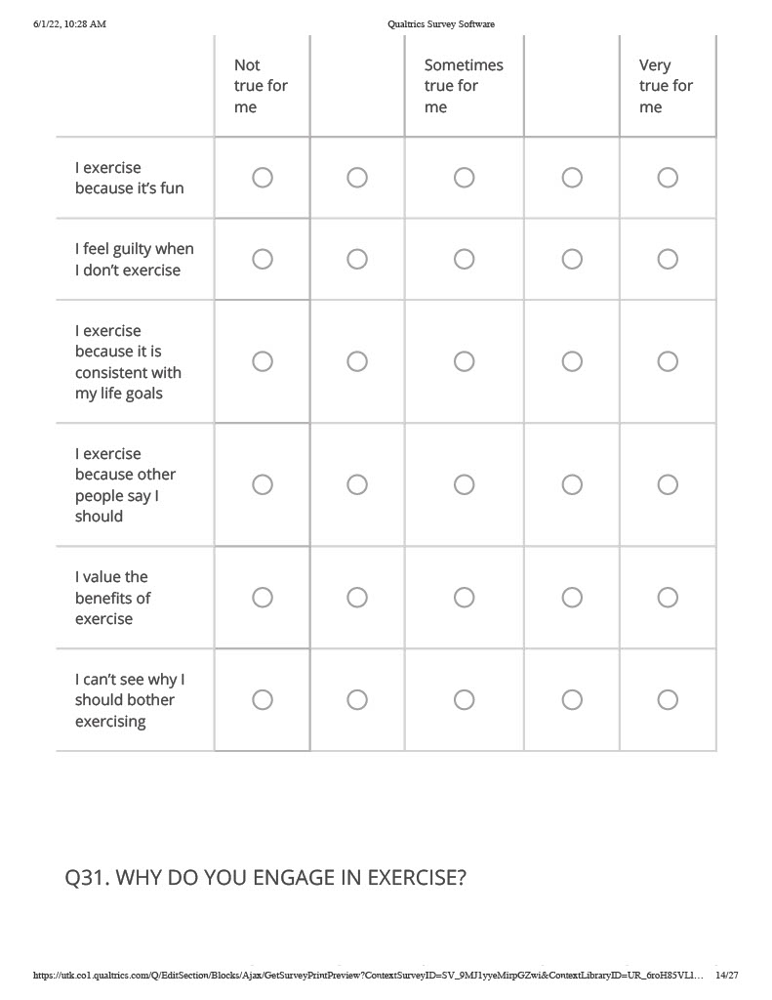 6/1/22, 10:28 AM
Qualtrics Survey Software
Not
true for
me
Sometimes
true for
me
Very
true for
me
I exercise
because it’s fun
I feel guilty when
I don’t exercise
I exercise
because it is
consistent with
my life goals
I exercise
because other
people say I
should
I value the
benefits of
exercise
I can’t see why I
should bother
exercising
Q31. WHY DO YOU ENGAGE IN EXERCISE?
https://utk.co1.qualtrics.com/Q/EditSection/Blocks/Ajax/GetSurveyPrintPreview?ContextSurveyID=SV_9MJ1yyeMirpGZwi&ContextLibraryID=UR_6roH85VLl…
14/27